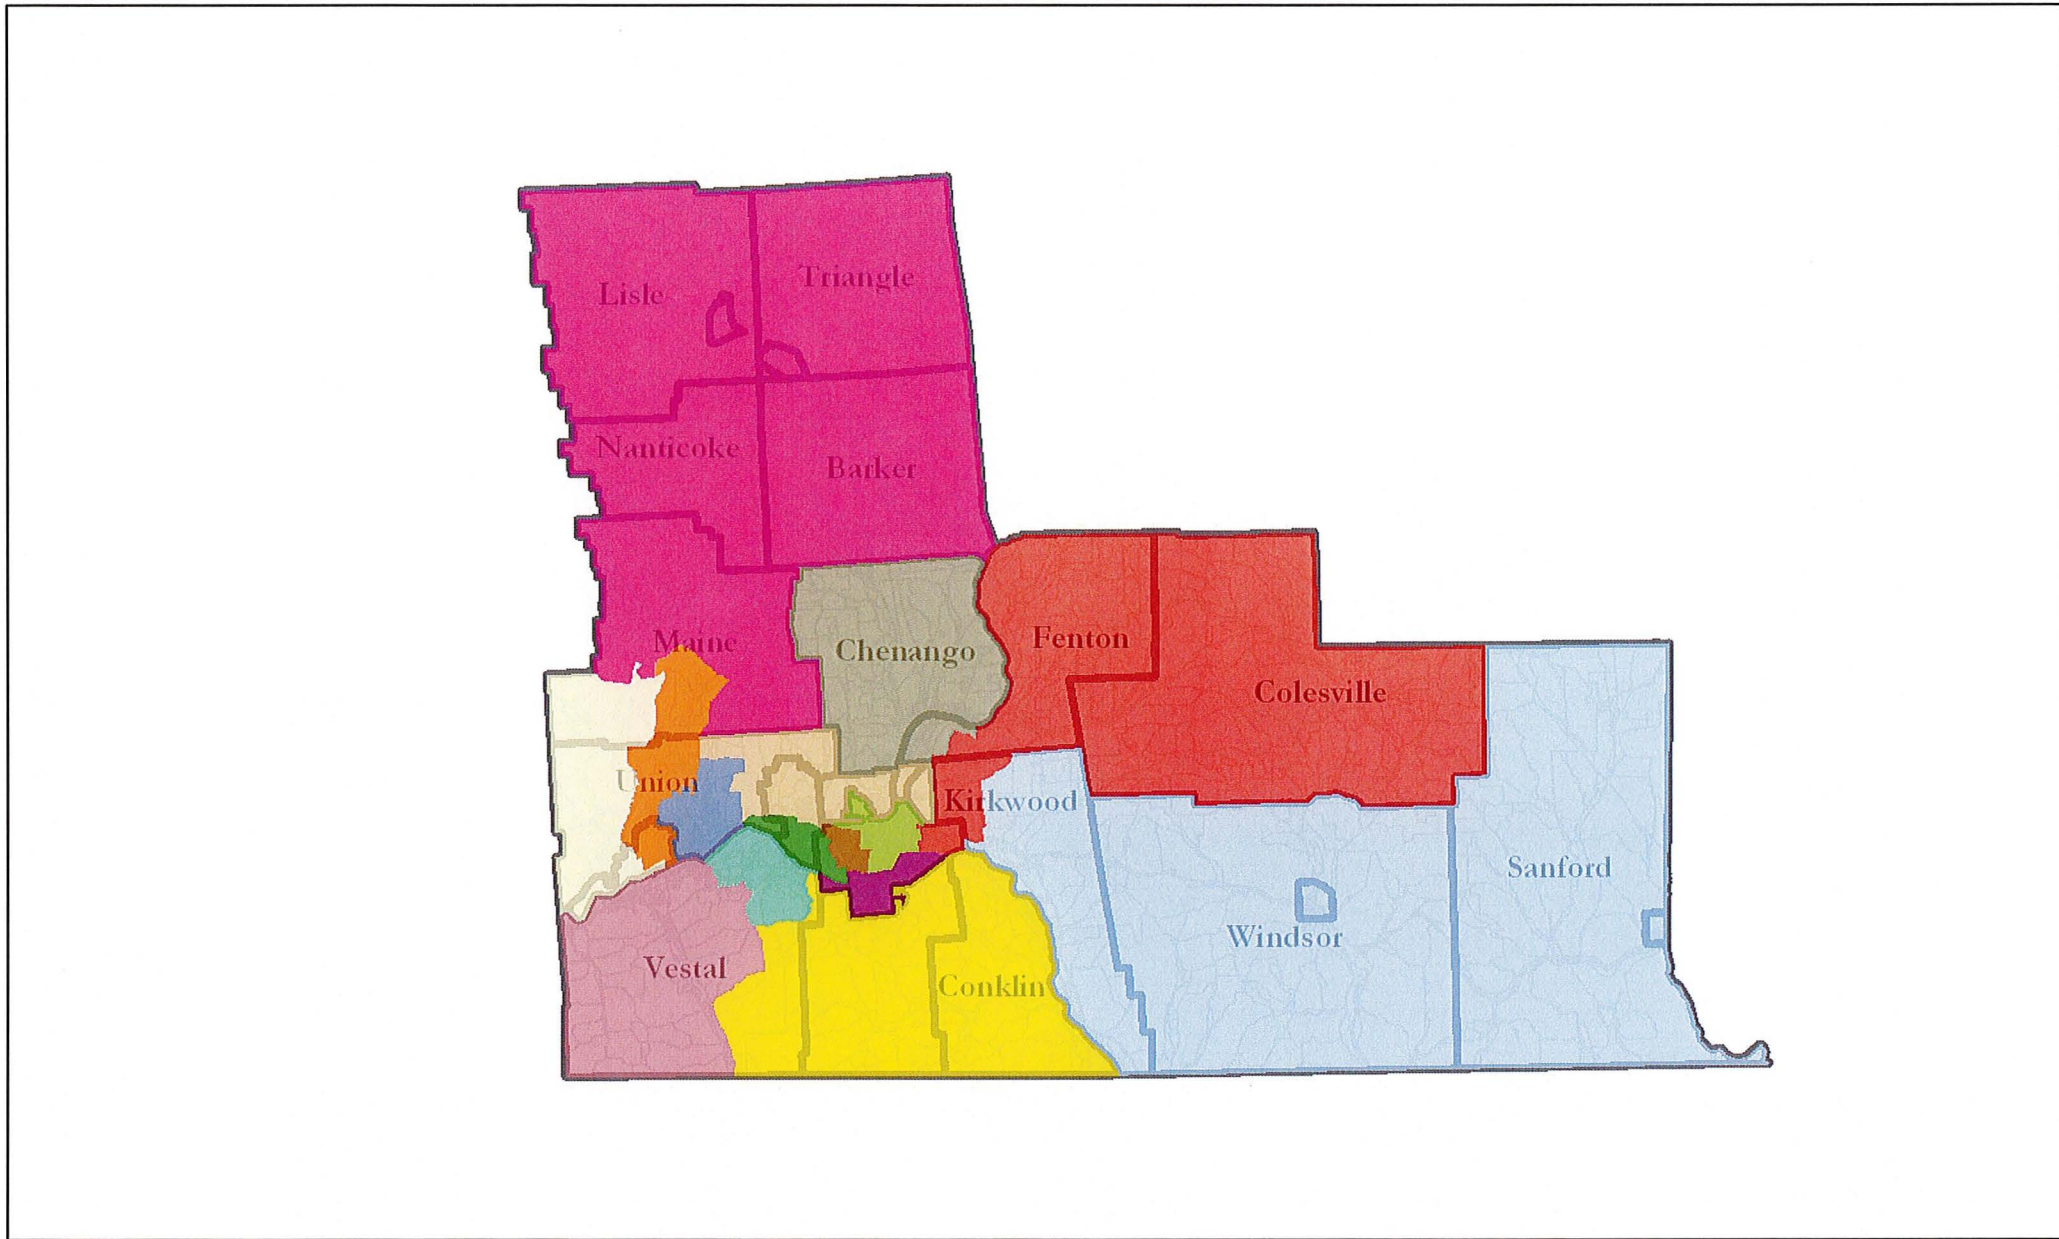 Triangle
Lisle
Nanticoke
Barker
Maine
Chenango
Fenton
Colesville
Union
Kirkwood
Sanford
Windsor
Vestal
Conklin